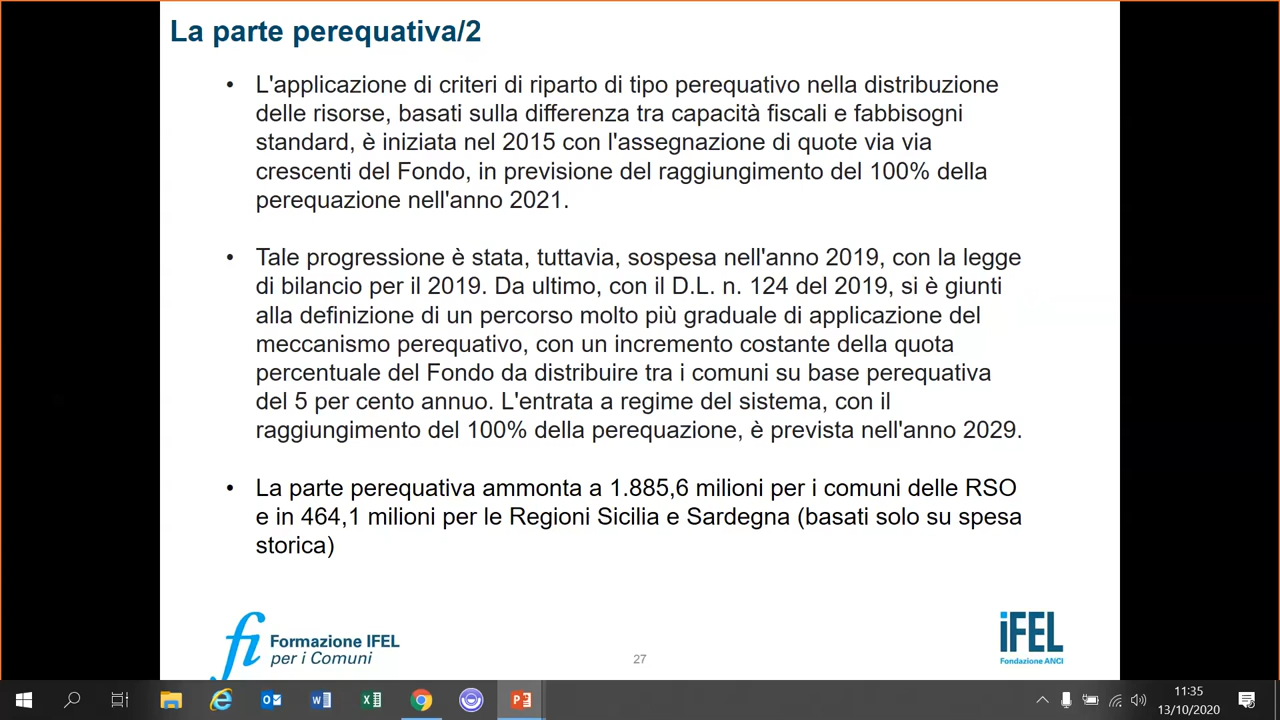 La parte perequativa/2
• L'applicazione di criteri di riparto di tipo perequativo nella distribuzione
delle risorse, basati sulla differenza tra capacità fiscali e fabbisogni
standard, è iniziata nel 2015 con l'assegnazione di quote via via
crescenti del Fondo, in previsione del raggiungimento del 100% della
perequazione nell'anno 2021.
• Tale progressione è stata, tuttavia, sospesa nell'anno 2019, con la legge
di bilancio per il 2019. Da ultimo, con il D.L. n. 124 del 2019, si è giunti
alla definizione di un percorso molto più graduale di applicazione del
meccanismo perequativo, con un incremento costante della quota
percentuale del Fondo da distribuire tra i comuni su base perequativa
del 5 per cento annuo. L'entrata a regime del sistema, con il
raggiungimento del 100% della perequazione, è prevista nell'anno 2029.
• La parte perequativa ammonta a 1.885,6 milioni per i comuni delle RSO
e in 464,1 milioni per le Regioni Sicilia e Sardegna (basati solo su spesa
storica)
fi Formazione IFEL
per i Comuni
27
iFEL
Fondazione ANCI
11:35
13/10/2020